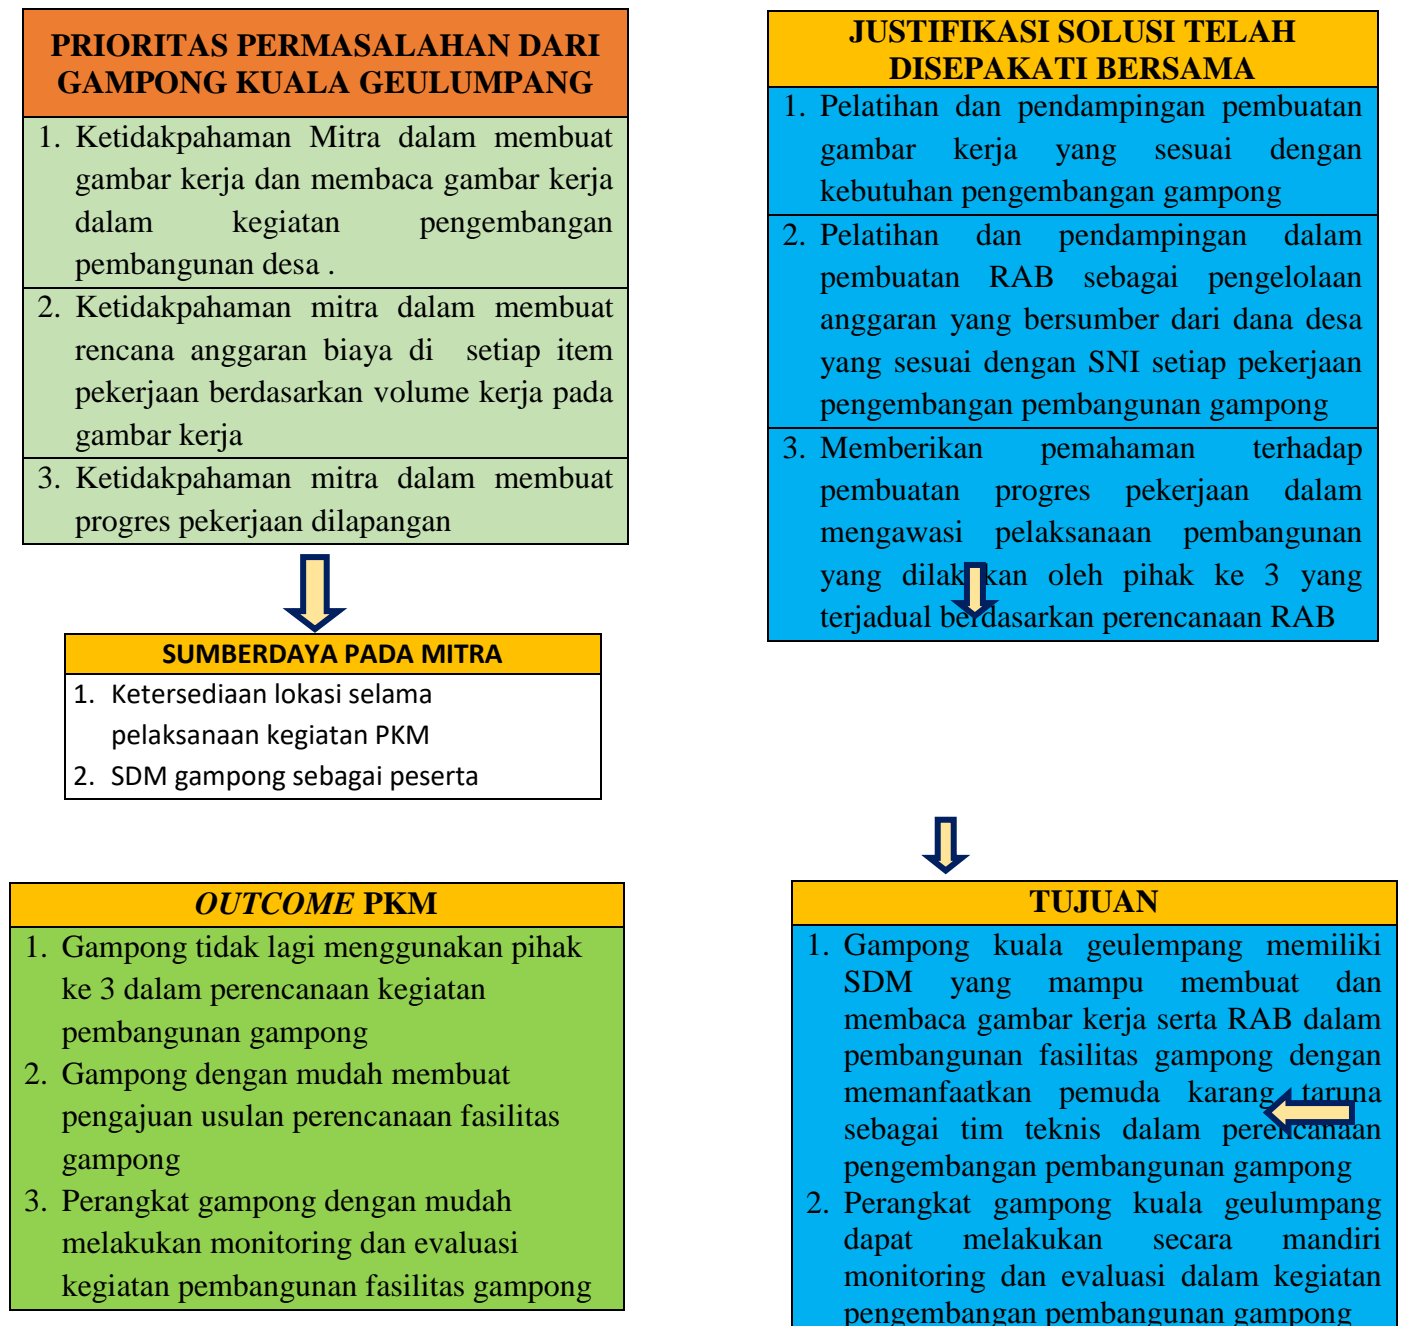 PRIORITAS PERMASALAHAN DARI
GAMPONG KUALA GEULUMPANG
1. Ketidakpahaman Mitra dalam membuat
gambar kerja dan membaca gambar kerja
dalam kegiatan pengembangan
pembangunan desa .
2. Ketidakpahaman mitra dalam membuat
rencana anggaran biaya di setiap item
pekerjaan berdasarkan volume kerja pada
gambar kerja
3. Ketidakpahaman mitra dalam membuat
progres pekerjaan dilapangan
SUMBERDAYA PADA MITRA
1. Ketersediaan lokasi selama
pelaksanaan kegiatan PKM
2. SDM gampong sebagai peserta
JUSTIFIKASI SOLUSI TELAH
DISEPAKATI BERSAMA
1. Pelatihan dan pendampingan pembuatan
gambar kerja yang sesuai dengan
kebutuhan pengembangan gampong
2. Pelatihan dan pendampingan dalam
pembuatan RAB sebagai pengelolaan
anggaran yang bersumber dari dana desa
yang sesuai dengan SNI setiap pekerjaan
pengembangan pembangunan gampong
3. Memberikan pemahaman terhadap
pembuatan progres pekerjaan dalam
mengawasi pelaksanaan pembangunan
yang dilakukan oleh pihak ke 3 yang
terjadual berdasarkan perencanaan RAB
OUTCOME PKM
1. Gampong tidak lagi menggunakan pihak
ke 3 dalam perencanaan kegiatan
pembangunan gampong
2. Gampong dengan mudah membuat
pengajuan usulan perencanaan fasilitas
gampong
3. Perangkat gampong dengan mudah
melakukan monitoring dan evaluasi
kegiatan pembangunan fasilitas gampong
TUJUAN
1. Gampong kuala geulempang memiliki
SDM yang mampu membuat dan
membaca gambar kerja serta RAB dalam
pembangunan fasilitas gampong dengan
memanfaatkan pemuda karang taruna
sebagai tim teknis dalam perencanaan
pengembangan pembangunan gampong
2. Perangkat gampong kuala geulumpang
dapat melakukan secara mandiri
monitoring dan evaluasi dalam kegiatan
pengembangan pembangunan gampong